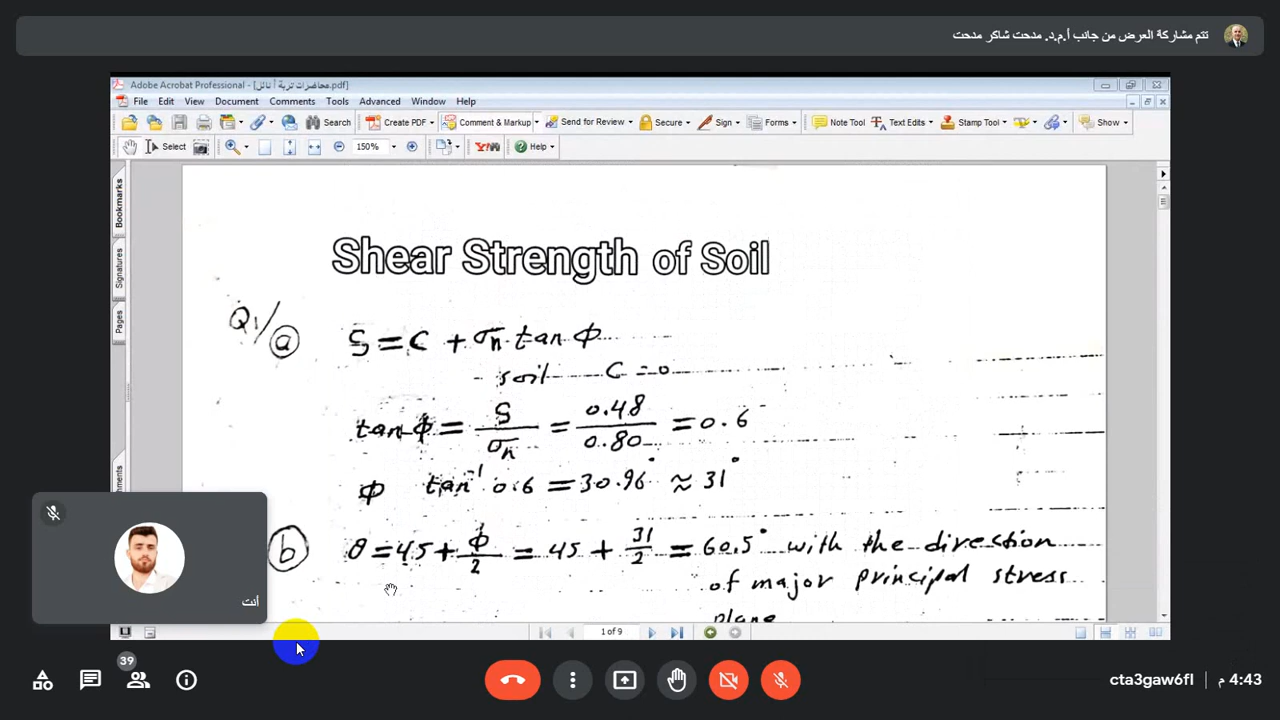 تتم مشاركة العرض من جانب أ.م.د. مدحت شاكر مدحت
Adobe Acrobat Professional - [محاضرات تربة أ نائل.pdf]
File Edit View Document Comments Tools Advanced Window Help
Search Create PDF Comment & Markup Send for Review Secure Sign Forms Note Tool Text Edits Stamp Tool Show
Select 150% Y! Help
Bookmarks
Signatures
Pages
Shear Strength of Soil
Q1/ a S = C + σn tan φ
soil C = 0
tan φ = S/σn = 0.48/0.80 = 0.6
φ tan⁻¹ 0.6 = 30.96° ≈ 31°
b θ = 45 + φ/2 = 45 + 31/2 = 60.5° with the direction
of major principal stress
plane
أنت
1 of 9
39
cta3gaw6fl
4:43 م